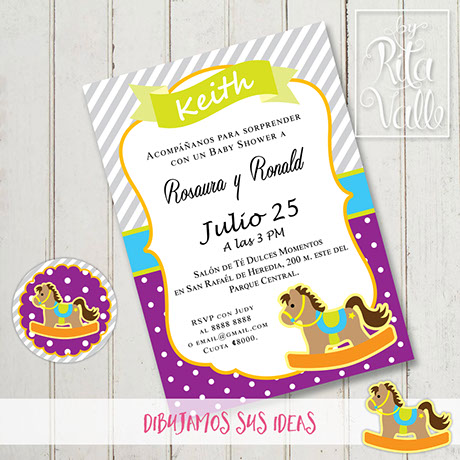 by
Rita
Vall
Keith
Acompáñanos para sorprender
con un Baby Shower a
Rosaura y Ronald
Julio 25
A las 3 PM
Salón de Té Dulces Momentos
en San Rafaél de Heredia, 200 m. este del
Parque Central.
RSVP con Judy
al 8888 8888
o email@gmail.com
Cuota ¢8000.
DIBUJAMOS SUS IDEAS